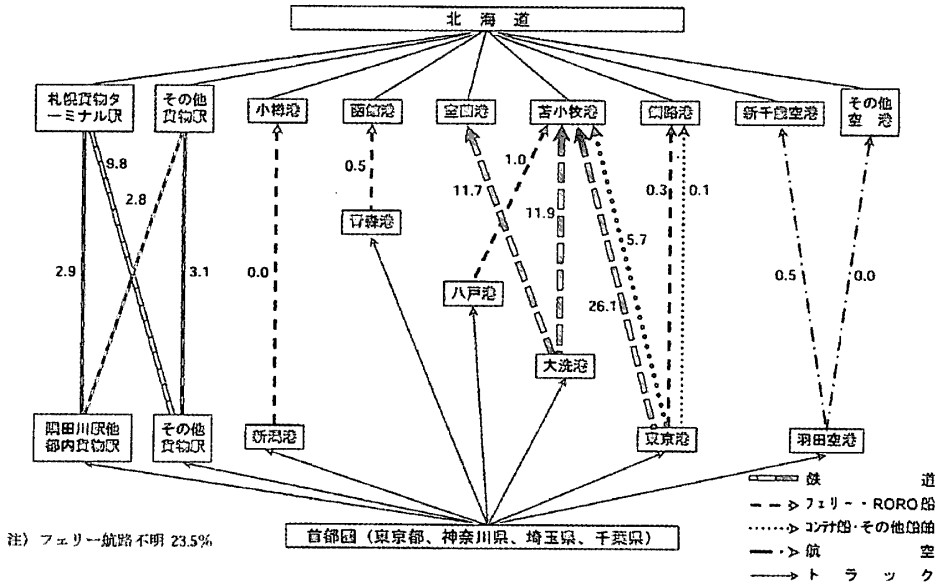 北海道
札幌貨物タ
ーミナル駅
その他
貨物駅
小樽港
函館港
室蘭港
苫小牧港
釧路港
新千歳空港
その他
空港
9.8
2.8
2.9
3.1
0.0
0.5
青森港
11.7
1.0
11.9
八戸港
5.7
26.1
0.3
0.1
0.5
0.0
大洗港
隅田川駅他
都内貨物駅
その他
貨物駅
新潟港
東京港
羽田空港
首都圏（東京都、神奈川県、埼玉県、千葉県）
注）フェリー航路不明 23.5%
鉄道
フェリー・RORO船
コンテナ船・その他船舶
航空
トラック